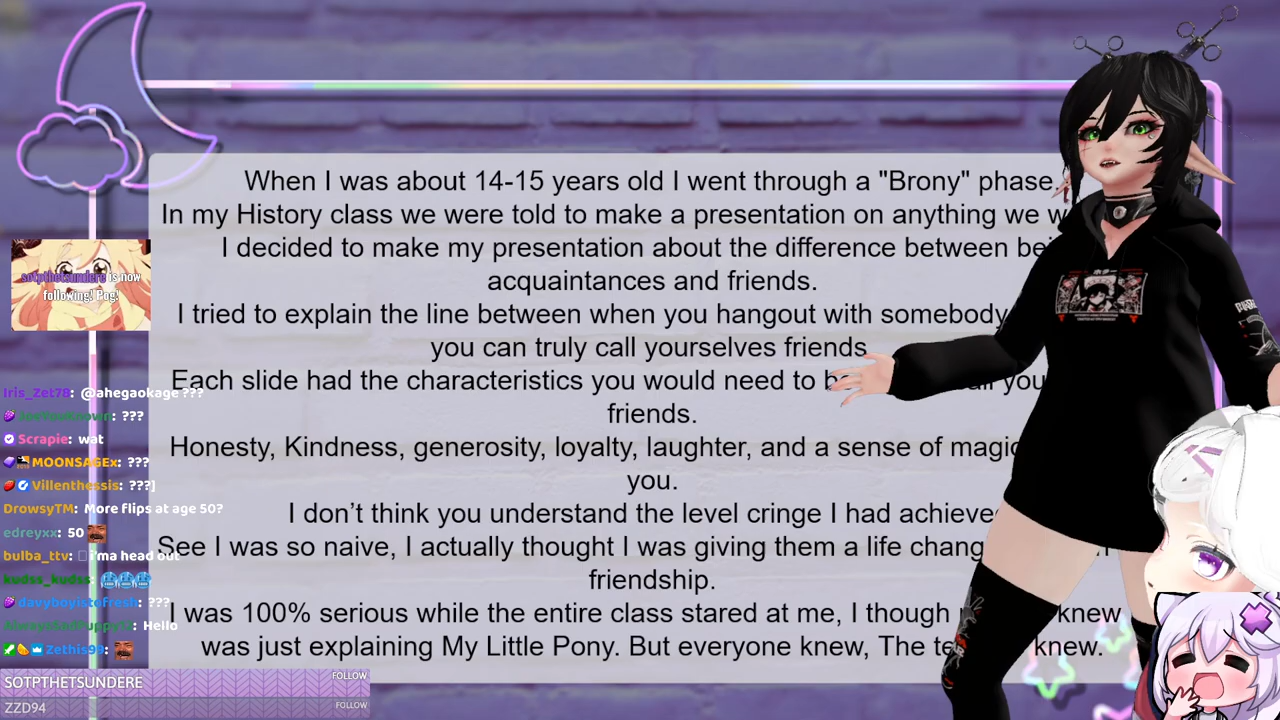 When I was about 14-15 years old I went through a "Brony" phase.
In my History class we were told to make a presentation on anything we
I decided to make my presentation about the difference between
acquaintances and friends.
I tried to explain the line between when you hangout with somebody
you can truly call yourselves friends
Each slide had the characteristics you would need to
friends.
Honesty, Kindness, generosity, loyalty, laughter, and a sense of magic
you.
I don't think you understand the level cringe I had achieved
See I was so naive, I actually thought I was giving them a life
friendship.
I was 100% serious while the entire class stared at me, I though knew
was just explaining My Little Pony. But everyone knew, The knew.
sotpthetsundere is now
following! Pog!
Iris_Zet78: @ahegaokage ???
: ???
Scrapie: wat
MOONSAGEx: ???
Villenthessis: ???]
DrowsyTM: More flips at age 50?
edreyxx: 50
bulba_ttv: i'ma head out
kudss_kudss:
davyboyistofresh: ???
: Hello
Zethis99:
SOTPTHETSUNDERE FOLLOW
ZZD94 FOLLOW